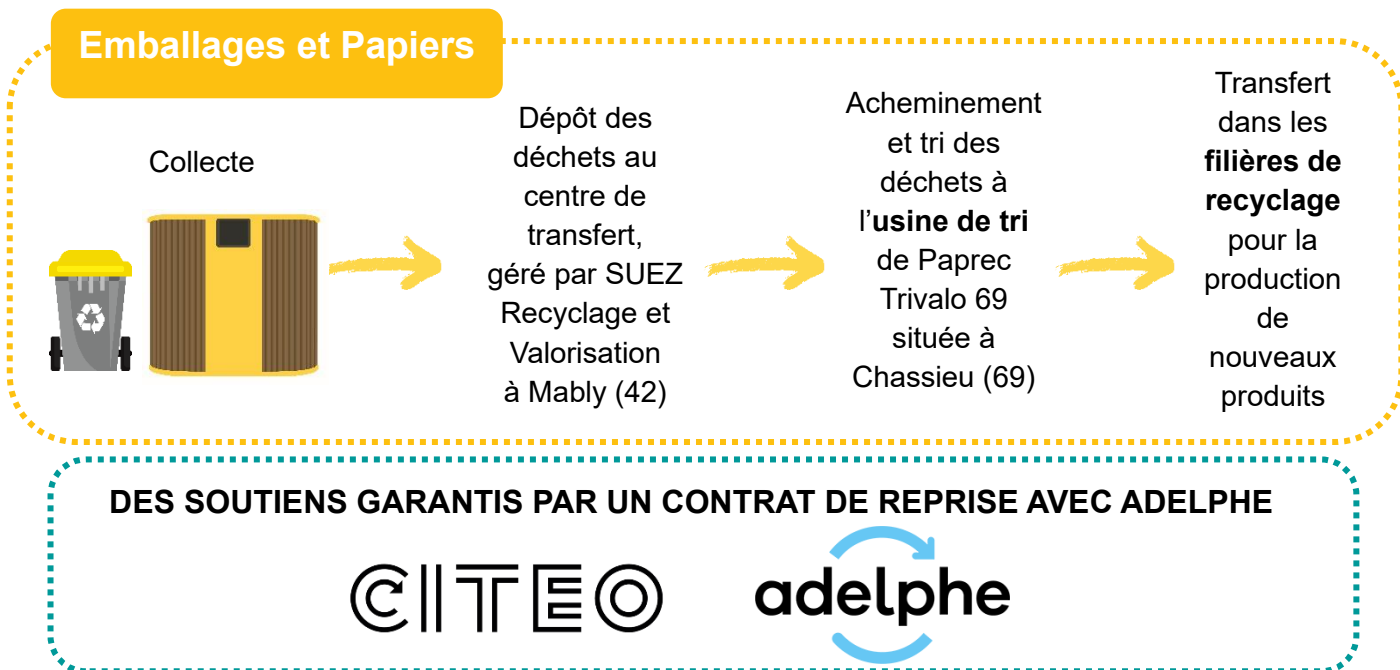 Emballages et Papiers
Collecte
Dépôt des
déchets au
centre de
transfert,
géré par SUEZ
Recyclage et
Valorisation
à Mably (42)
Acheminement
et tri des
déchets à
l'usine de tri
de Paprec
Trivalo 69
située à
Chassieu (69)
Transfert
dans les
filières de
recyclage
pour la
production
de
nouveaux
produits
DES SOUTIENS GARANTIS PAR UN CONTRAT DE REPRISE AVEC ADELPHE
CITEO
adelphe